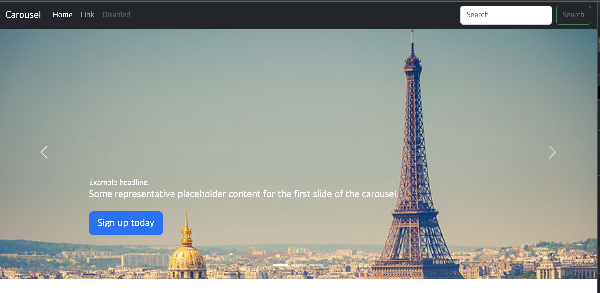 Carousel Home Link Disabled Search Search
Example headline.
Some representative placeholder content for the first slide of the carousel.
Sign up today